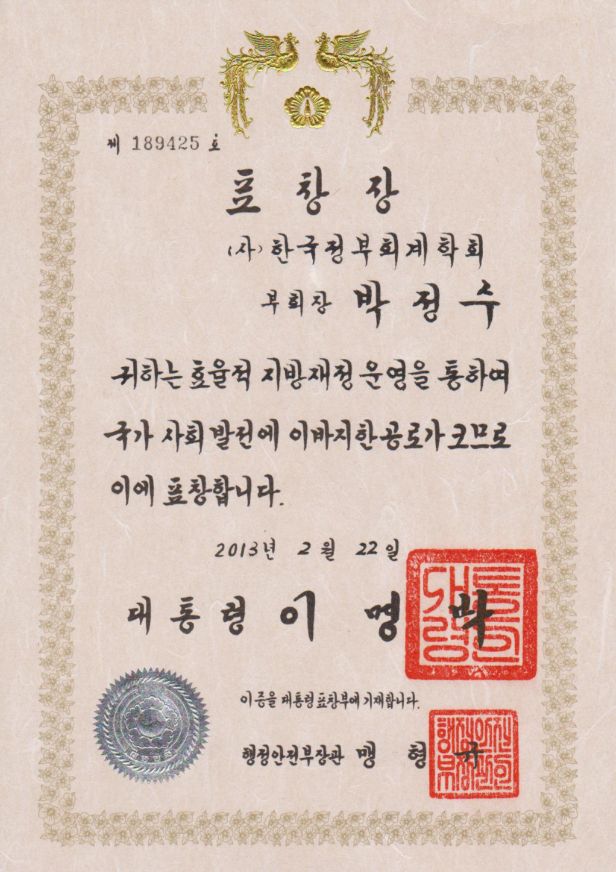 제 189425 호
표 창 장
(사) 한국정부회계학회
부회장 박 정 수
귀하는 효율적 지방재정 운영을 통하여
국가 사회 발전에 이바지한 공로가 크므로
이에 표창합니다.
2013년 2 월 22 일
대 통 령 이 명 박
이 증을 대통령표창부에 기재합니다.
행정안전부장관 맹 형 규